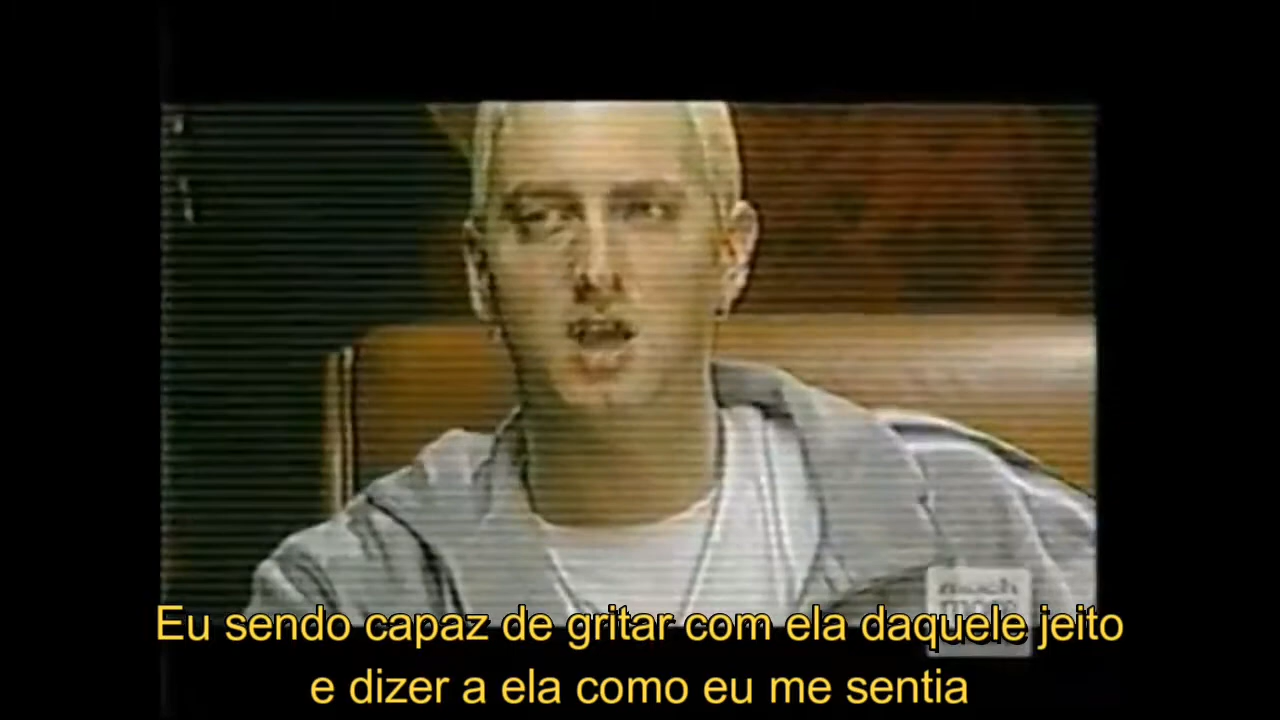 Eu sendo capaz de gritar com ela daquele jeito
e dizer a ela como eu me sentia